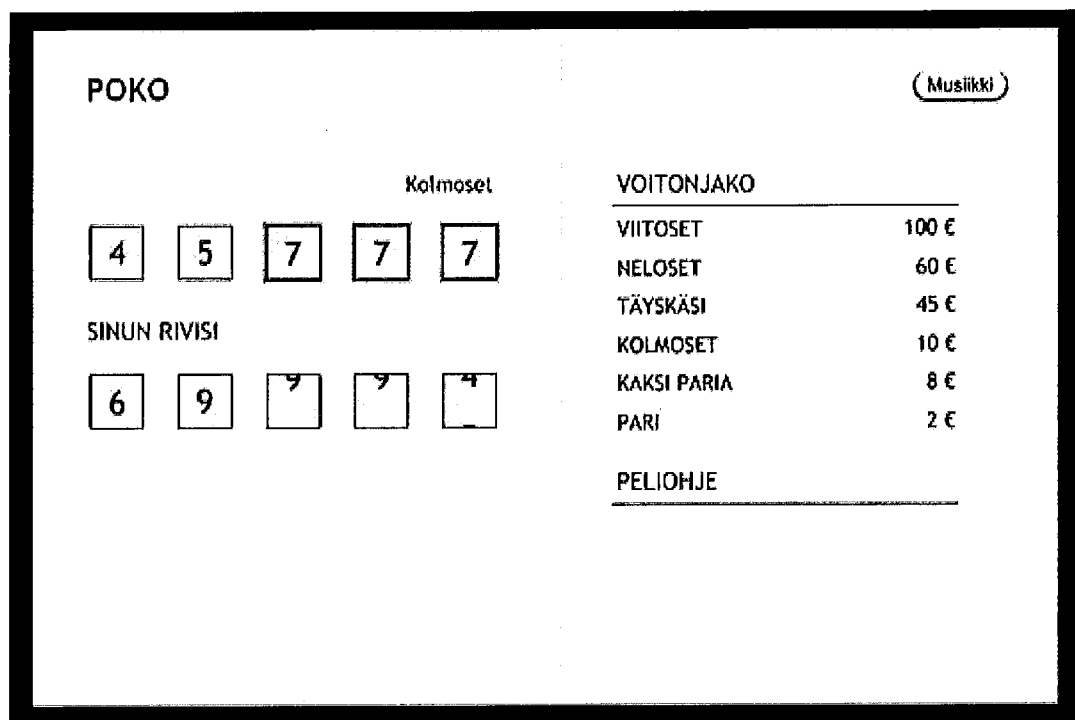 POKO
Musiikki
Kolmoset
4 5 7 7 7
SINUN RIVISI
6 9
VOITONJAKO
VIITOSET 100 €
NELOSET 60 €
TÄYSKÄSI 45 €
KOLMOSET 10 €
KAKSI PARIA 8 €
PARI 2 €
PELIOHJE